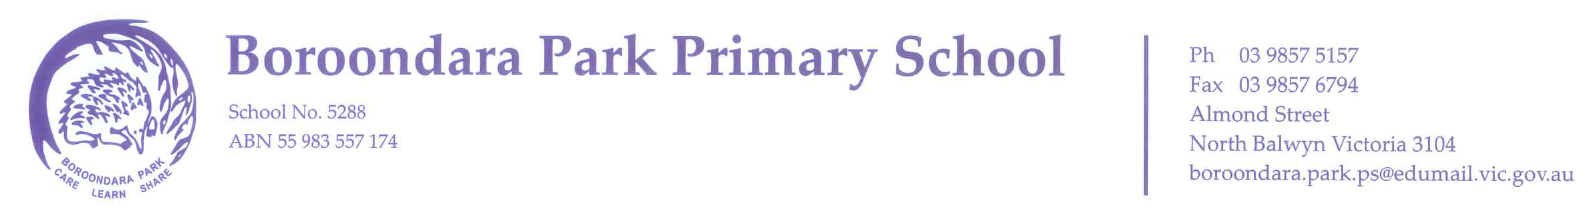 BOROONDARA PARK
CARE LEARN SHARE
Boroondara Park Primary School
School No. 5288
ABN 55 983 557 174
Ph 03 9857 5157
Fax 03 9857 6794
Almond Street
North Balwyn Victoria 3104
boroondara.park.ps@edumail.vic.gov.au